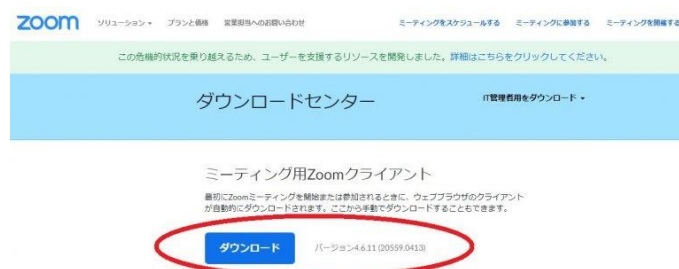 zoom ソリューション▾ プランと価格 営業担当へのお問い合わせ ミーティングをスケジュールする ミーティングに参加する ミーティングを開催する
この危機的状況を乗り越えるため、ユーザーを支援するリソースを開発しました。詳細はこちらをクリックしてください。
ダウンロードセンター IT管理者用をダウンロード▾
ミーティング用Zoomクライアント
最初にZoomミーティングを開始または参加されるときに、ウェブブラウザのクライアント
が自動的にダウンロードされます。ここから手動でダウンロードすることもできます。
ダウンロード バージョン4.6.11 (20559.0413)